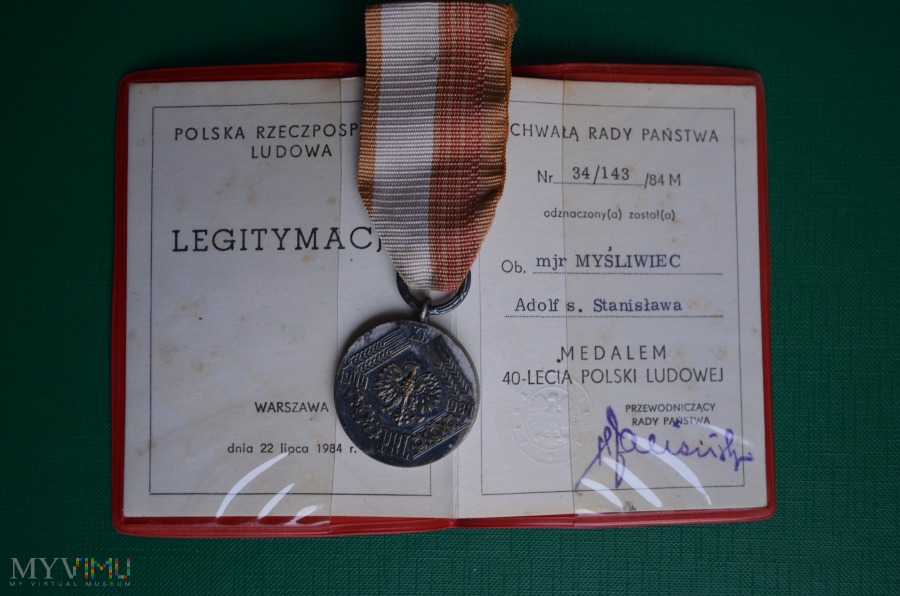 POLSKA RZECZPOSP
LUDOWA
LEGITYMACJ
WARSZAWA
dnia 22 lipca 1984 r.
CHWAŁĄ RADY PAŃSTWA
Nr 34/143 /84 M
odznaczony(a) został(a)
Ob. mjr MYŚLIWIEC
Adolf s. Stanisława
MEDALEM
40-LECIA POLSKI LUDOWEJ
PRZEWODNICZĄCY
RADY PAŃSTWA
MYVIMU
MY VIRTUAL MUSEUM